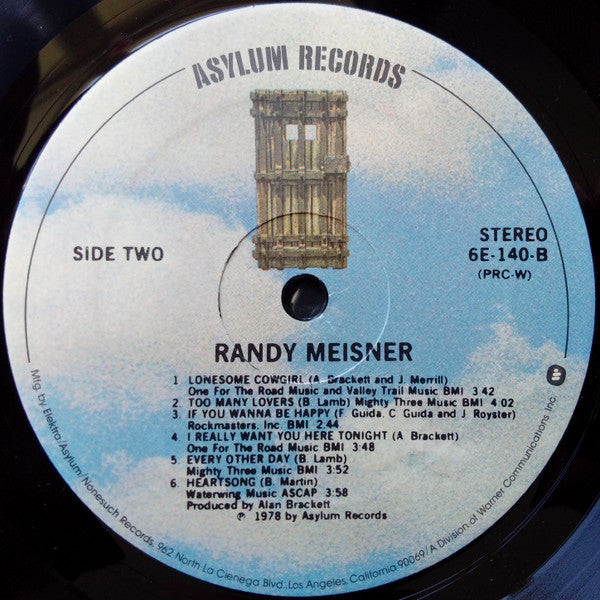 ASYLUM RECORDS
SIDE TWO
STEREO
6E-140-B
(PRC-W)
RANDY MEISNER
1 LONESOME COWGIRL (A. Brackett and J. Merrill)
One For The Road Music and Valley Trail Music BMI 3:42
2 TOO MANY LOVERS (B. Lamb) Mighty Three Music BMI 4:02
3 IF YOU WANNA BE HAPPY (F. Guida, C. Guida and J. Royster)
Rockmasters, Inc. BMI 2:44
4 I REALLY WANT YOU HERE TONIGHT (A. Brackett)
One For The Road Music BMI 3:48
5 EVERY OTHER DAY (B. Lamb)
Mighty Three Music BMI 3:52
6 HEARTSONG (B. Martin)
Waterwing Music ASCAP 3:58
Produced by Alan Brackett
℗ 1978 by Asylum Records
Mfg. by Elektra/Asylum/Nonesuch Records, 962 North La Cienega Blvd., Los Angeles, California 90069/A Division of Warner Communications Inc.